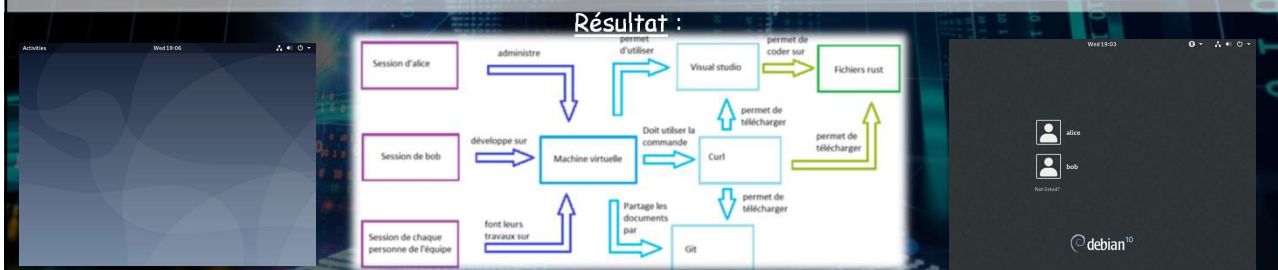 Résultat :
Activities
Wed 19:06
Session d'alice
administre
permet
d'utiliser
Visual studio
permet de
coder sur
Fichiers rust
permet de
télécharger
Session de bob
développe sur
Machine virtuelle
Doit utilser la
commande
Curl
permet de
télécharger
Session de chaque
personne de l'équipe
font leurs
travaux sur
Partage les
documents
par
Git
permet de
télécharger
Wed 19:03
alice
bob
Not listed?
debian 10